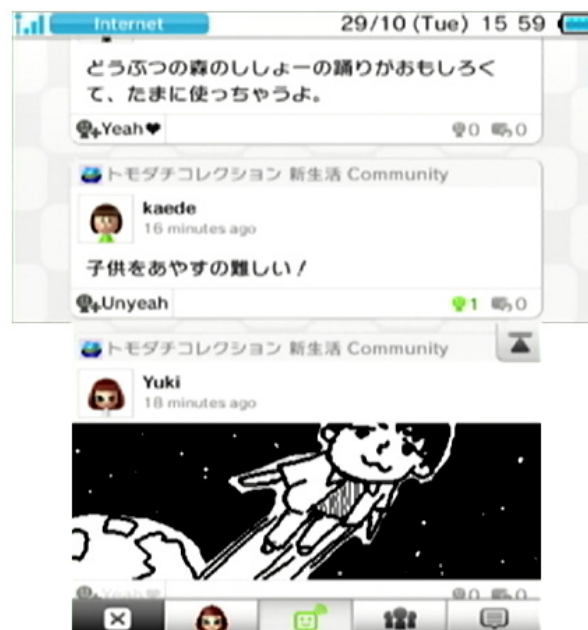 Internet 29/10 (Tue) 15 59
どうぶつの森のししょーの踊りがおもしろく
て、たまに使っちゃうよ。
Yeah♥ 0 0
トモダチコレクション 新生活 Community
kaede
16 minutes ago
子供をあやすの難しい!
Unyeah 1 0
トモダチコレクション 新生活 Community
Yuki
18 minutes ago
Yeah♥ 0 0